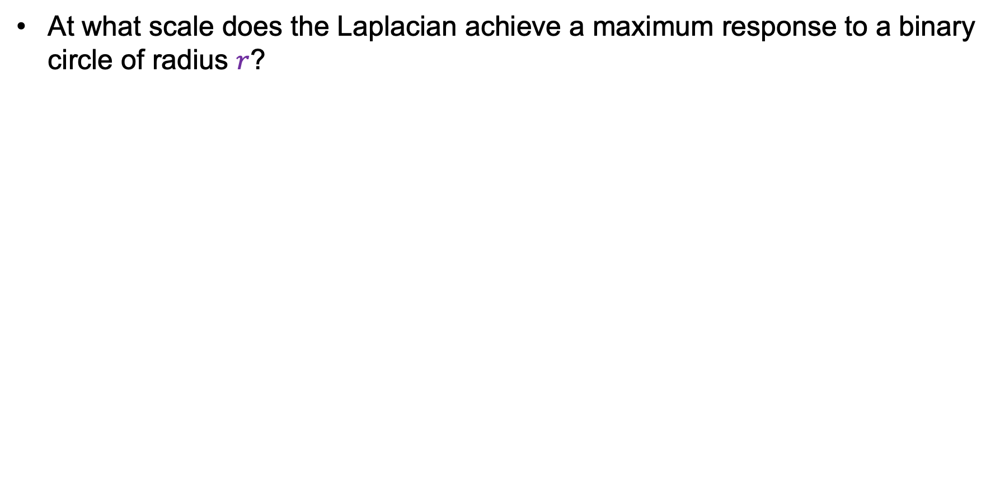 • At what scale does the Laplacian achieve a maximum response to a binary
circle of radius r?